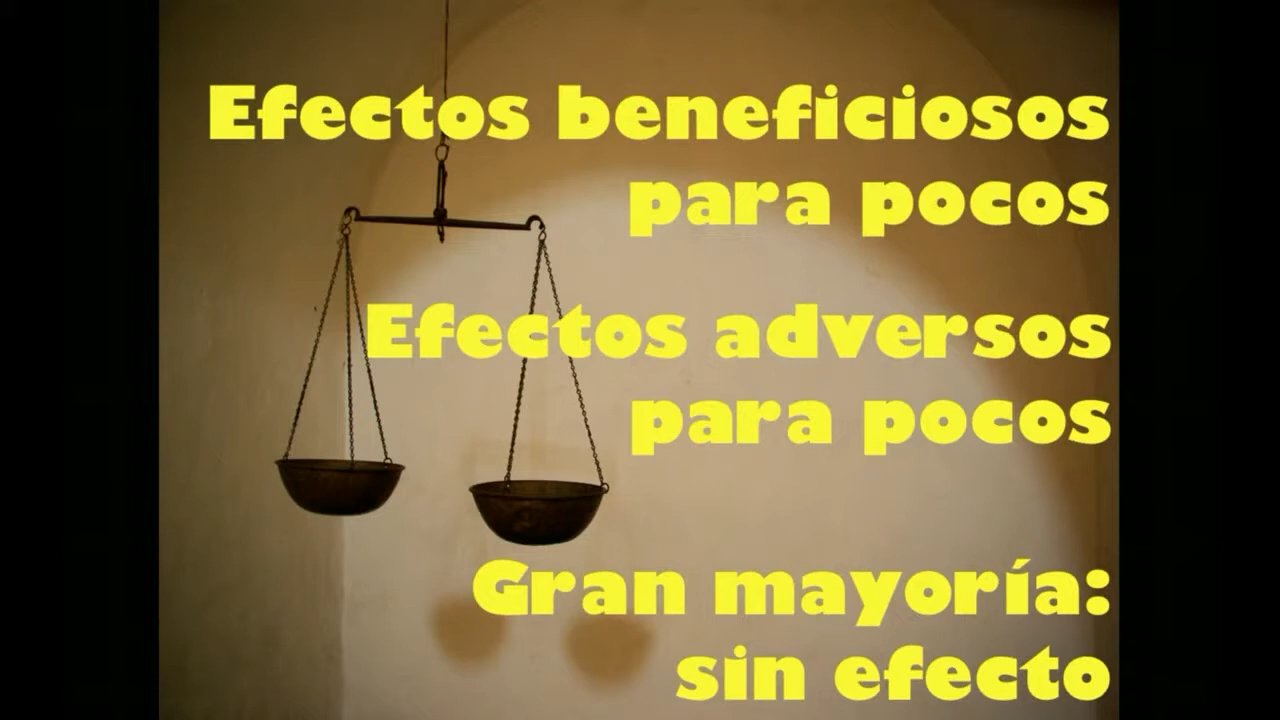 Efectos beneficiosos
para pocos
Efectos adversos
para pocos
Gran mayoría:
sin efecto